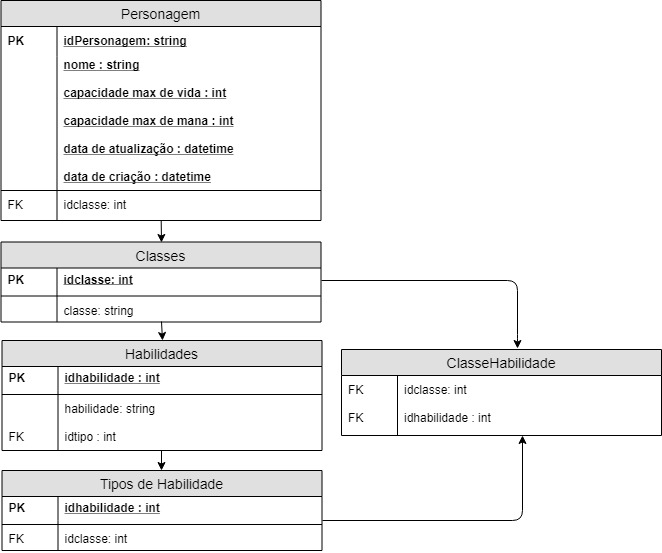 Personagem
PK idPersonagem: string
nome : string
capacidade max de vida : int
capacidade max de mana : int
data de atualização : datetime
data de criação : datetime
FK idclasse: int
Classes
PK idclasse: int
classe: string
Habilidades
PK idhabilidade : int
habilidade: string
FK idtipo : int
Tipos de Habilidade
PK idhabilidade : int
FK idclasse: int
ClasseHabilidade
FK idclasse: int
FK idhabilidade : int